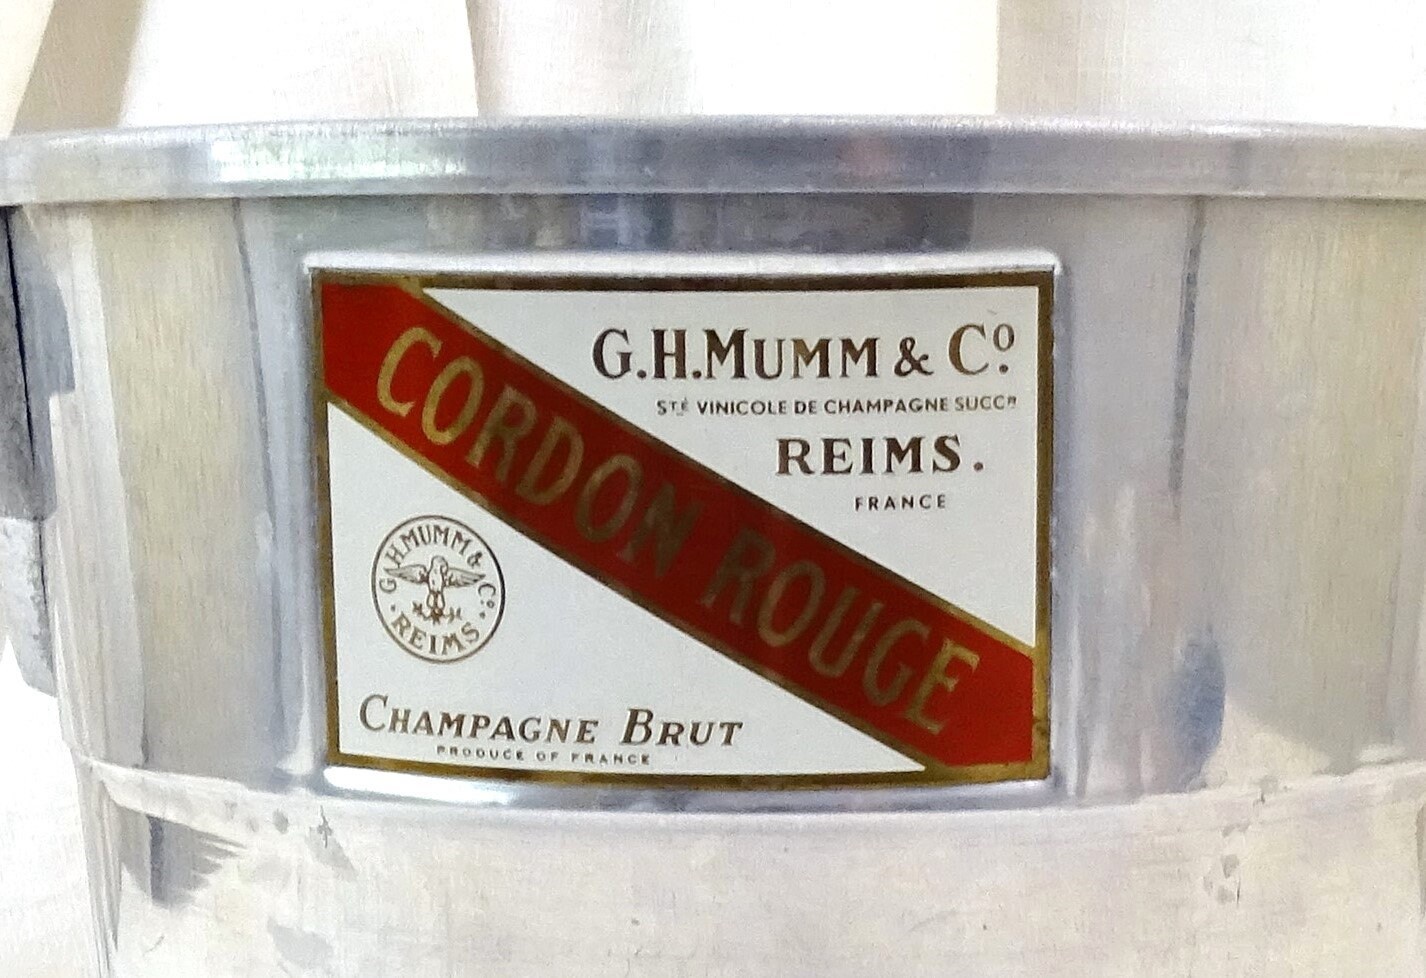 G.H.MUMM & Cº.
STÉ VINICOLE DE CHAMPAGNE SUCCR
REIMS.
FRANCE
CORDON ROUGE
G.H.MUMM & Cº.
· REIMS ·
CHAMPAGNE BRUT
PRODUCE OF FRANCE